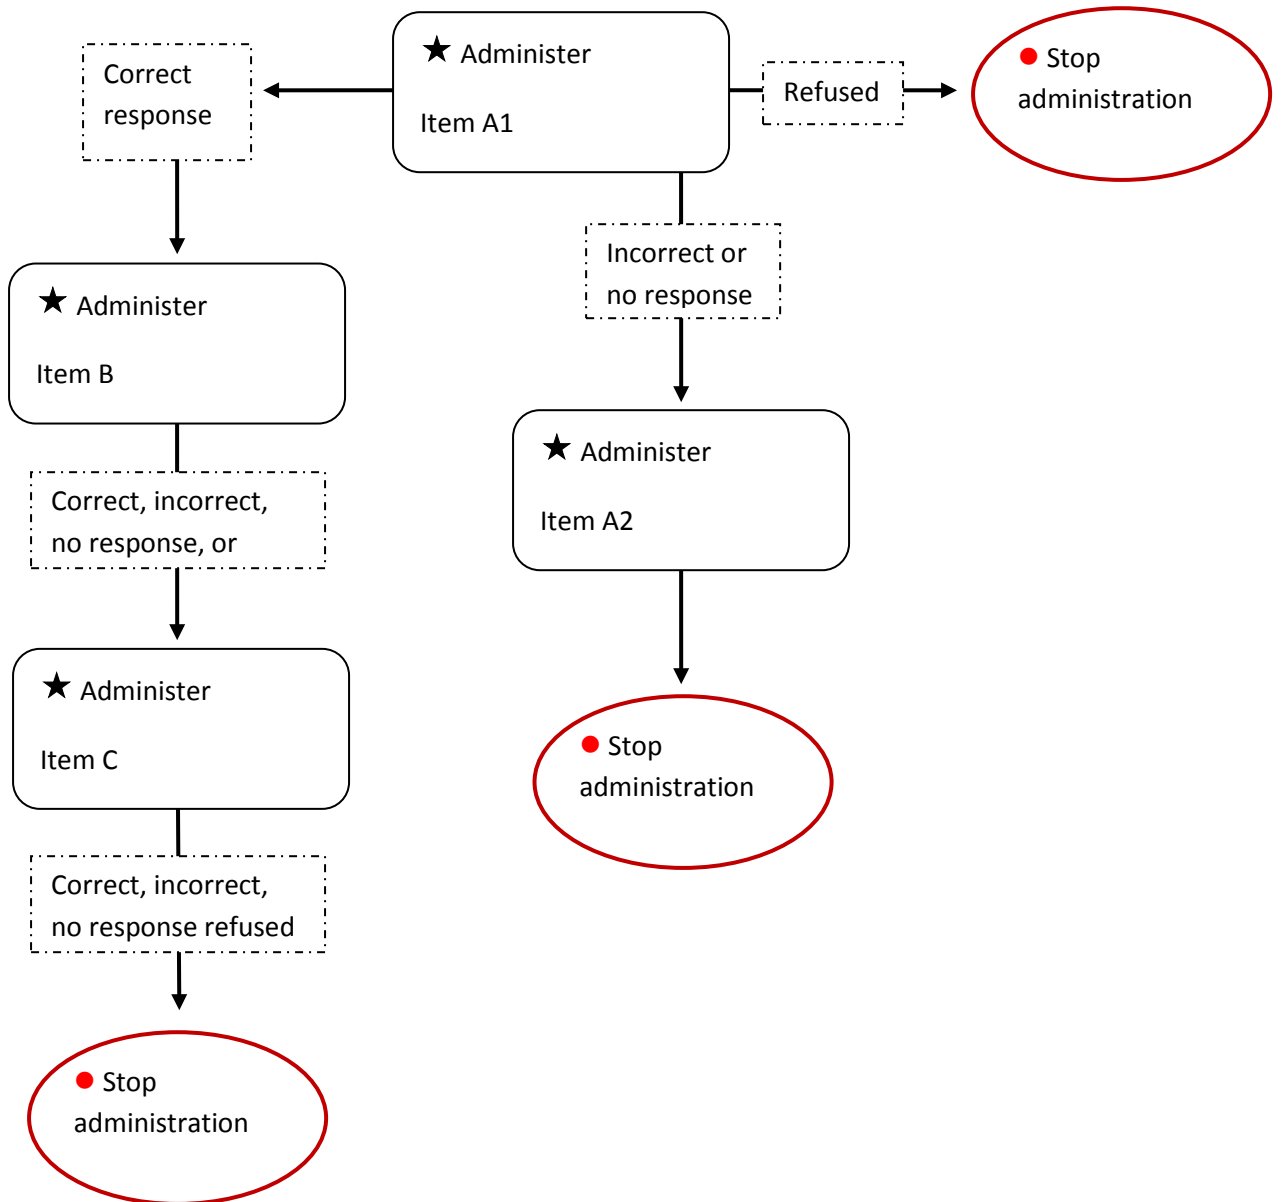 ★ Administer
Item A1
Correct
response
Refused
● Stop
administration
Incorrect or
no response
★ Administer
Item B
★ Administer
Item A2
Correct, incorrect,
no response, or
★ Administer
Item C
● Stop
administration
Correct, incorrect,
no response refused
● Stop
administration